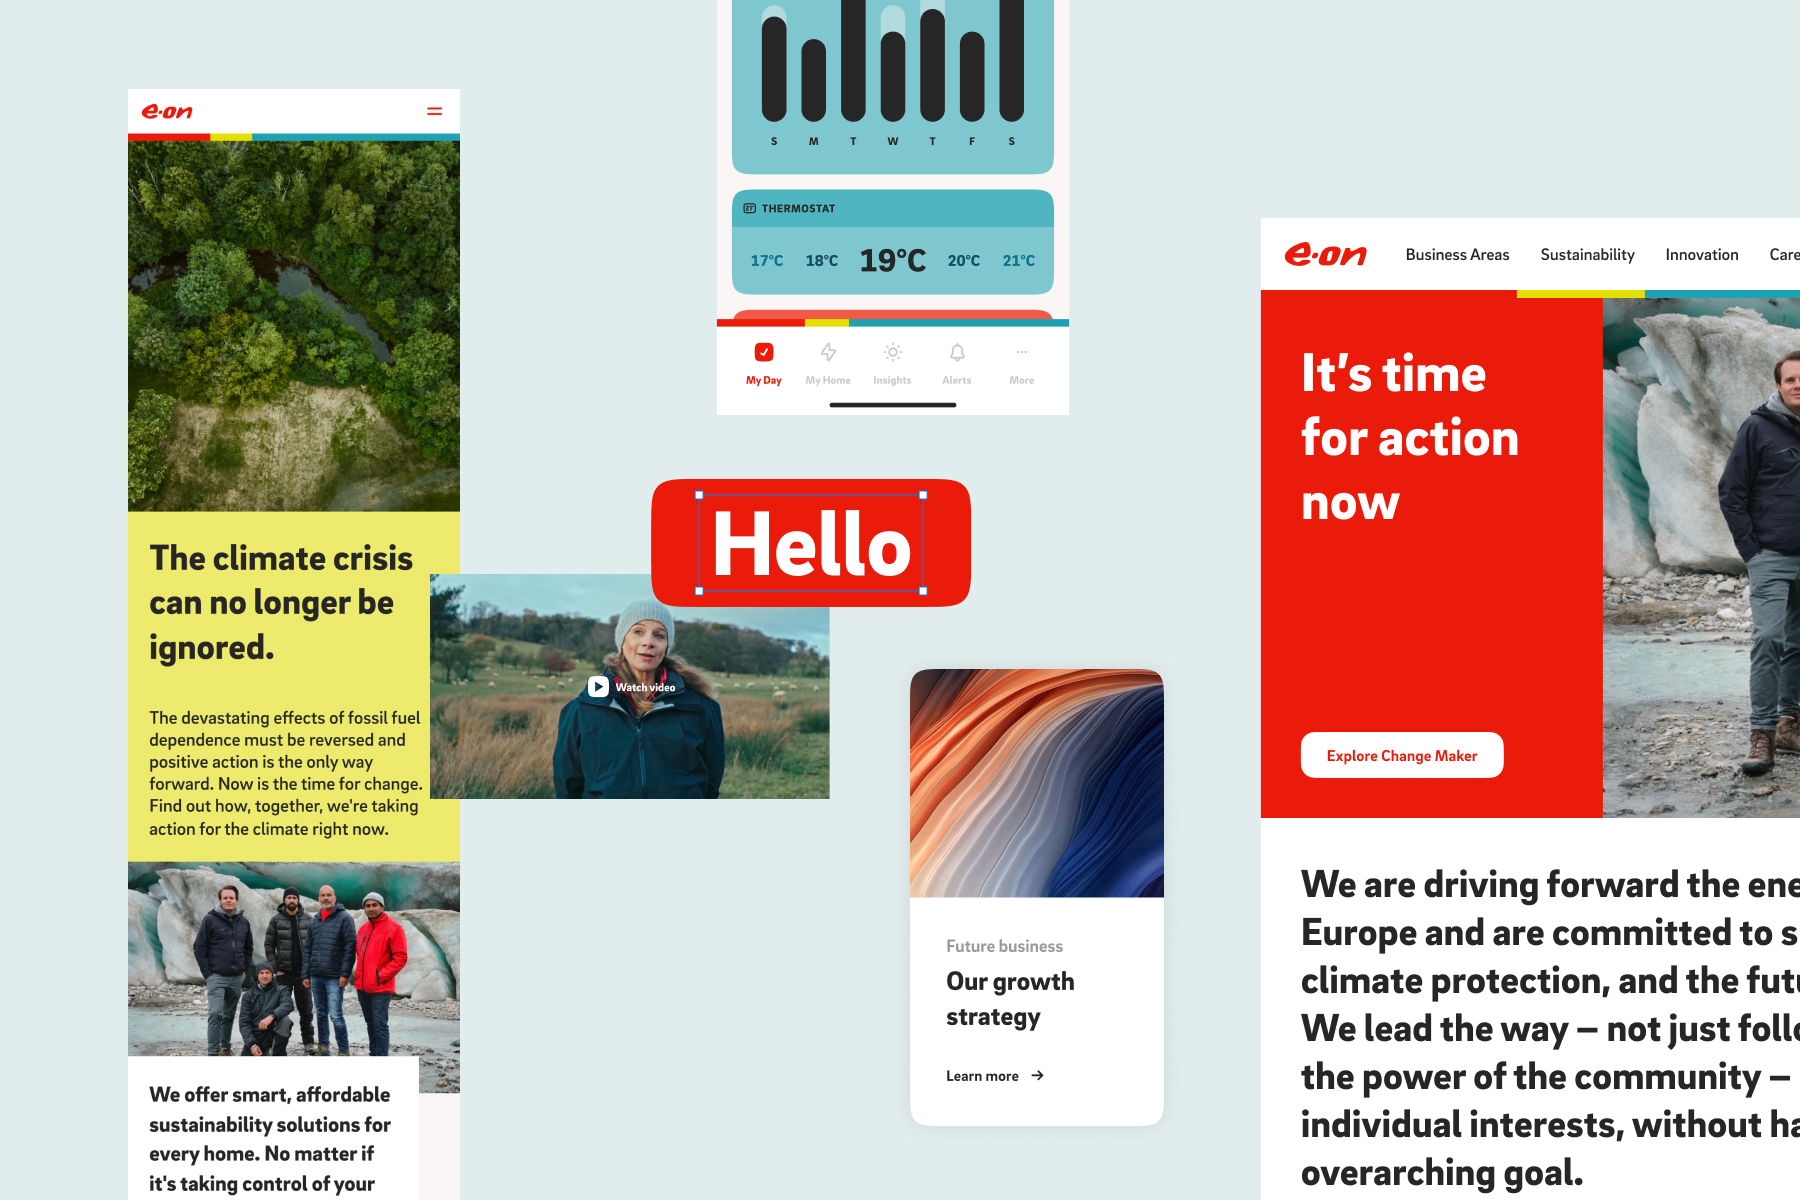 e·on
The climate crisis
can no longer be
ignored.
The devastating effects of fossil fuel
dependence must be reversed and
positive action is the only way
forward. Now is the time for change.
Find out how, together, we're taking
action for the climate right now.
We offer smart, affordable
sustainability solutions for
every home. No matter if
it's taking control of your
S M T W T F S
THERMOSTAT
17°C 18°C 19°C 20°C 21°C
My Day My Home Insights Alerts More
Hello
Watch video
Future business
Our growth
strategy
Learn more
e·on Business Areas Sustainability Innovation Care
It's time
for action
now
Explore Change Maker
We are driving forward the ene
Europe and are committed to s
climate protection, and the futu
We lead the way – not just follo
the power of the community –
individual interests, without ha
overarching goal.